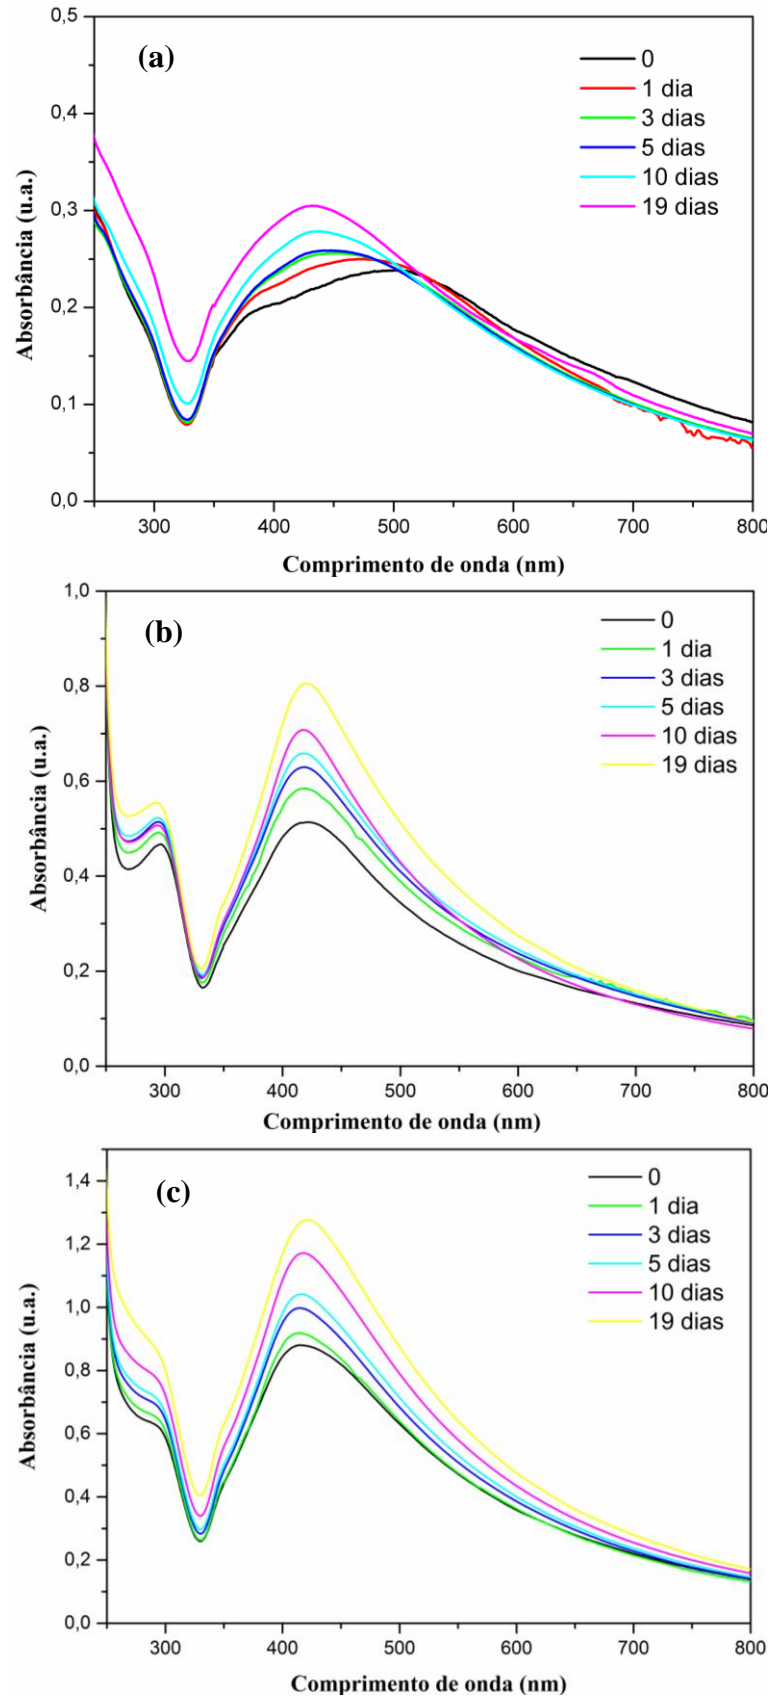 (a)
0
1 dia
3 dias
5 dias
10 dias
19 dias
Absorbância (u.a.)
0,5
0,4
0,3
0,2
0,1
0,0
300 400 500 600 700 800
Comprimento de onda (nm)
(b)
0
1 dia
3 dias
5 dias
10 dias
19 dias
Absorbância (u.a.)
1,0
0,8
0,6
0,4
0,2
0,0
300 400 500 600 700 800
Comprimento de onda (nm)
(c)
0
1 dia
3 dias
5 dias
10 dias
19 dias
Absorbância (u.a.)
1,4
1,2
1,0
0,8
0,6
0,4
0,2
0,0
300 400 500 600 700 800
Comprimento de onda (nm)